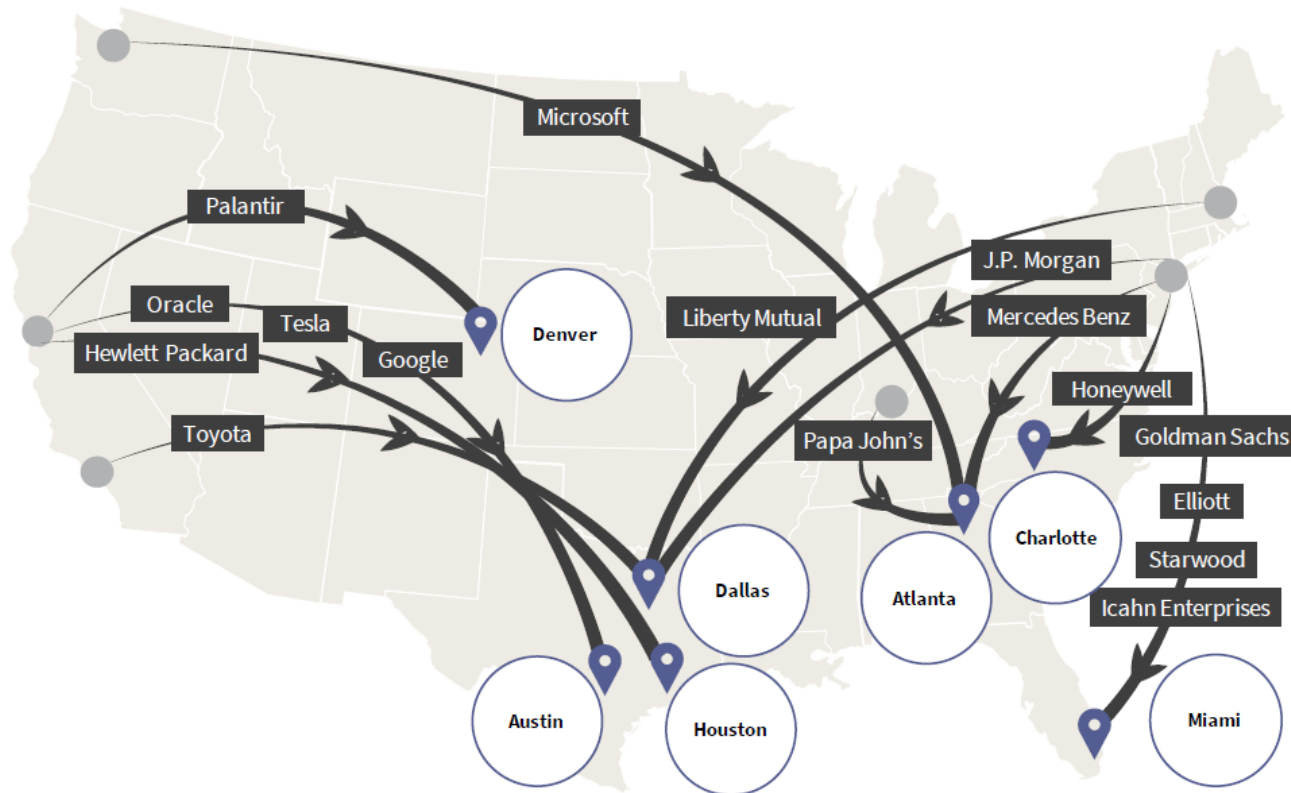 Microsoft
Palantir
J.P. Morgan
Oracle
Tesla
Liberty Mutual
Mercedes Benz
Denver
Hewlett Packard
Google
Honeywell
Toyota
Papa John's
Goldman Sachs
Elliott
Charlotte
Starwood
Dallas
Atlanta
Icahn Enterprises
Austin
Houston
Miami